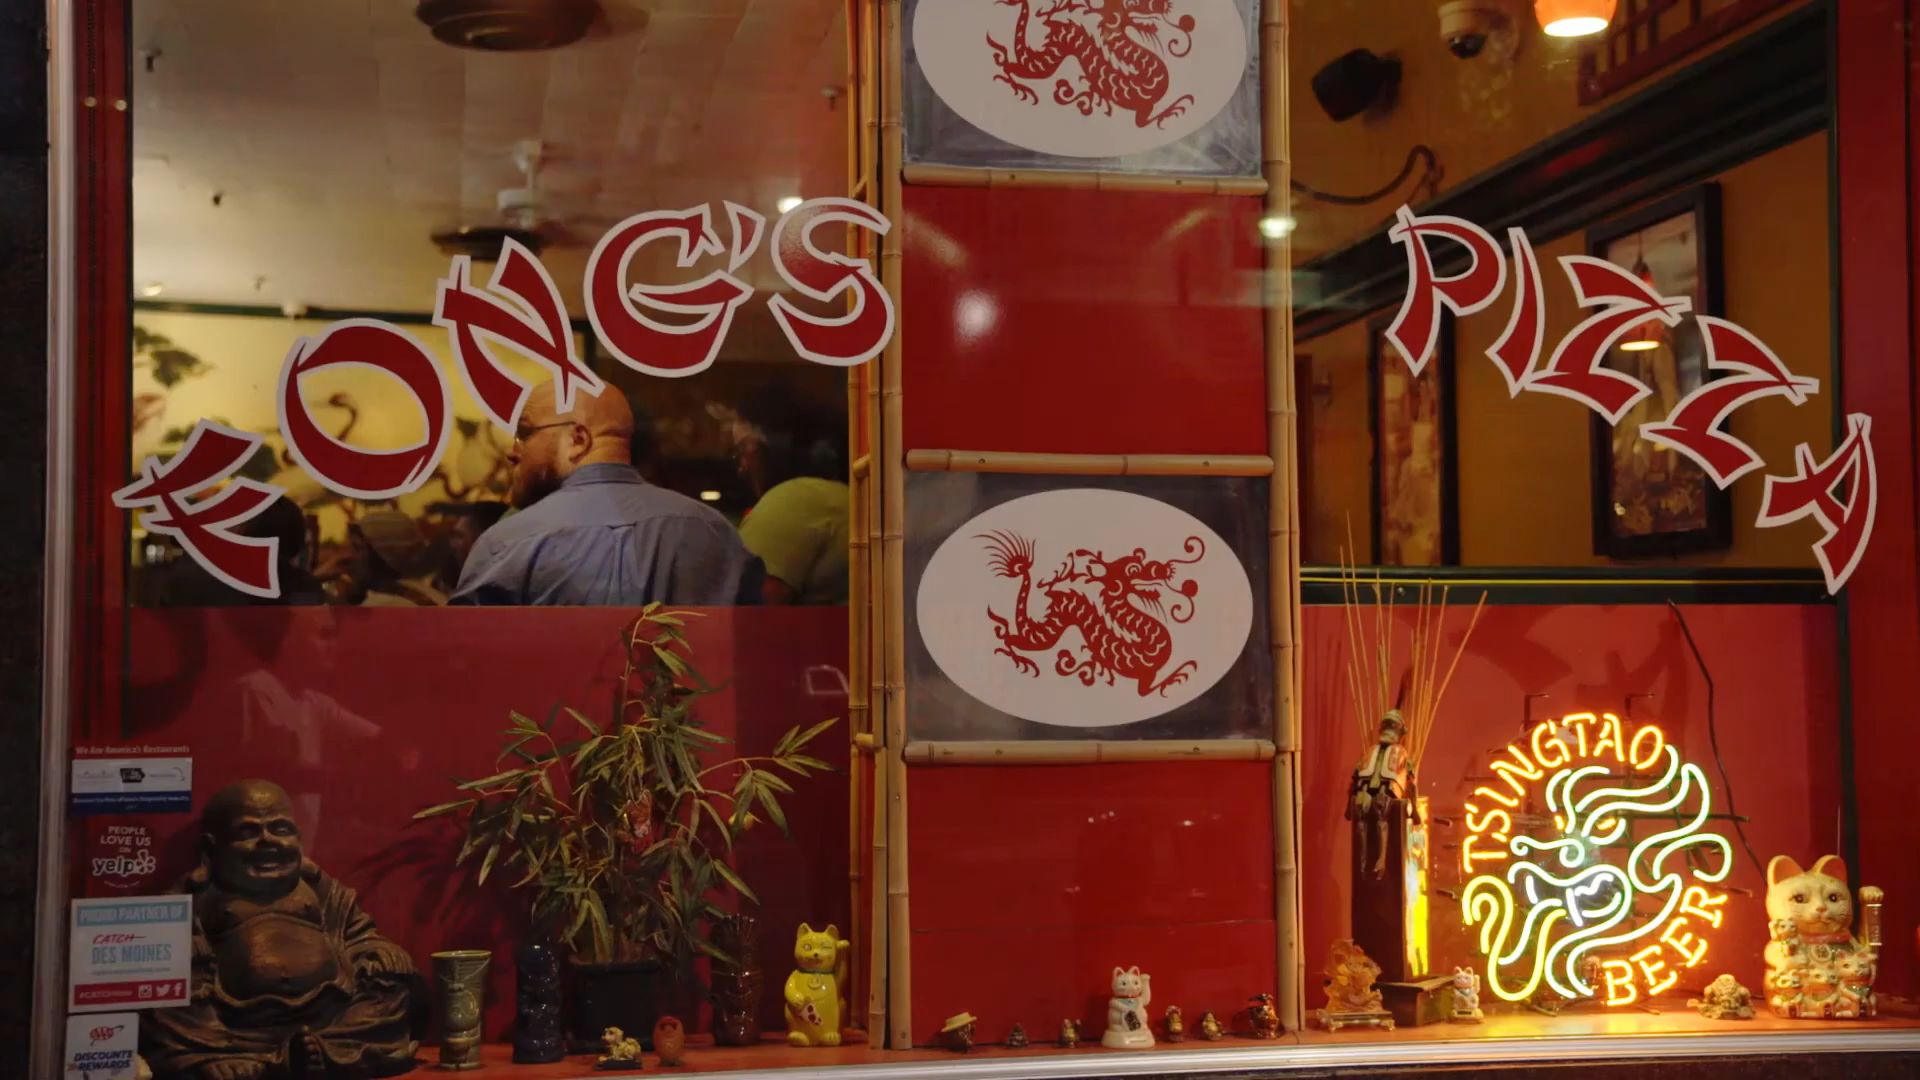 FONG'S
PIZZA
TSINGTAO
BEER
We Are America's Restaurants
PEOPLE
LOVE US
ON
yelp
PROUD PARTNER OF
CATCH
DES MOINES
AAA
DISCOUNTS
& REWARDS